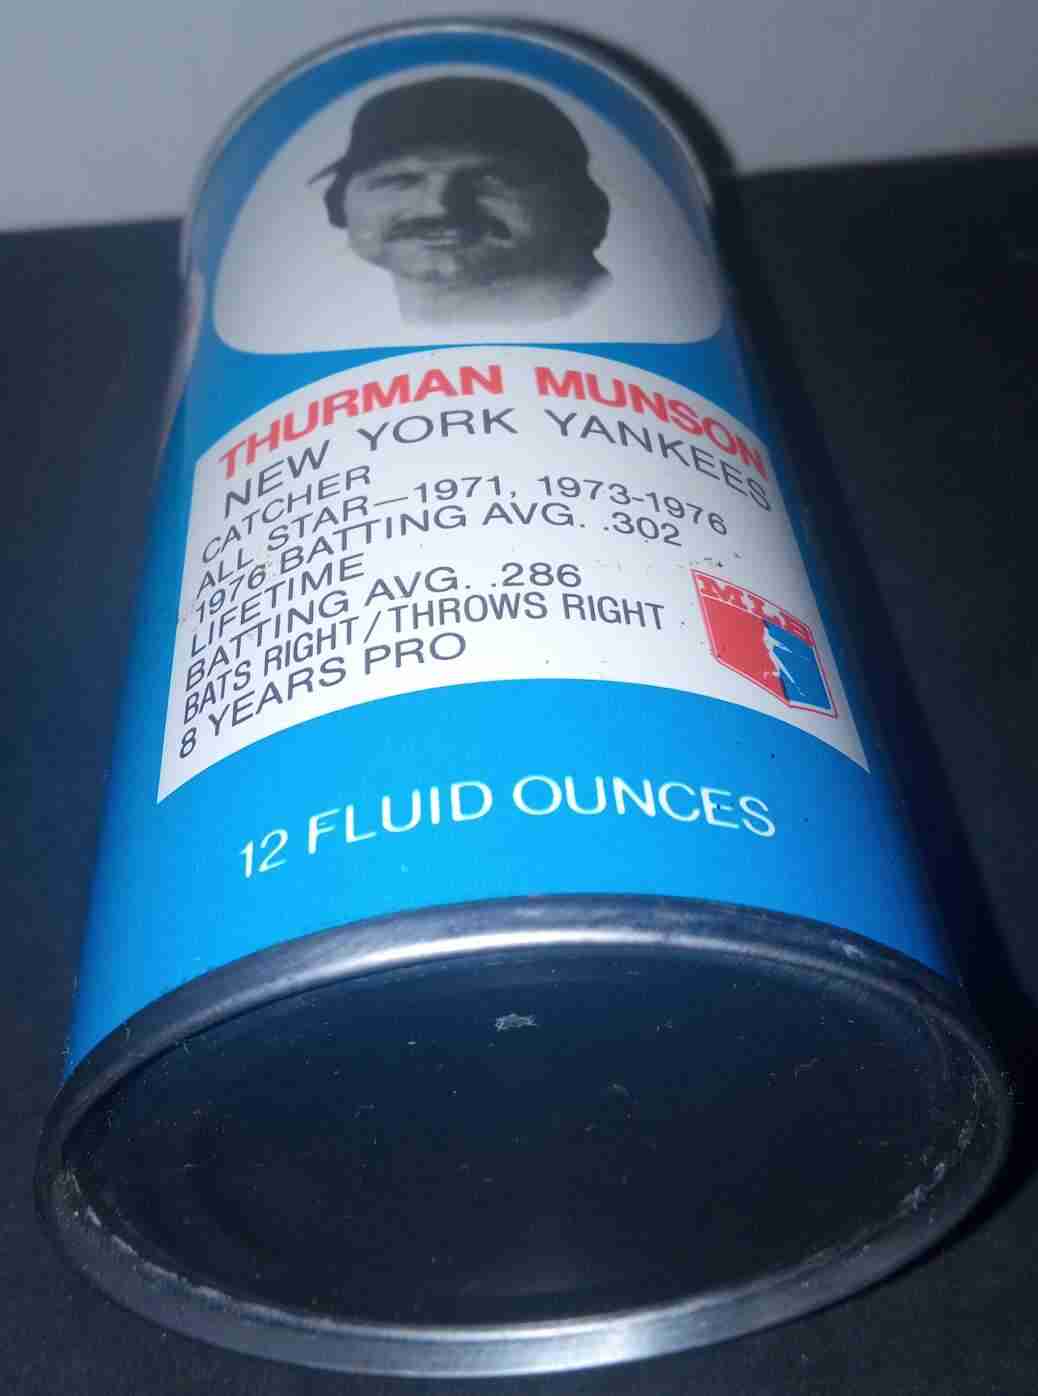 THURMAN MUNSON
NEW YORK YANKEES
CATCHER
ALL STAR—1971, 1973-1976
1976 BATTING AVG. .302
LIFETIME
BATTING AVG. .286
BATS RIGHT/THROWS RIGHT
8 YEARS PRO
MLB
12 FLUID OUNCES